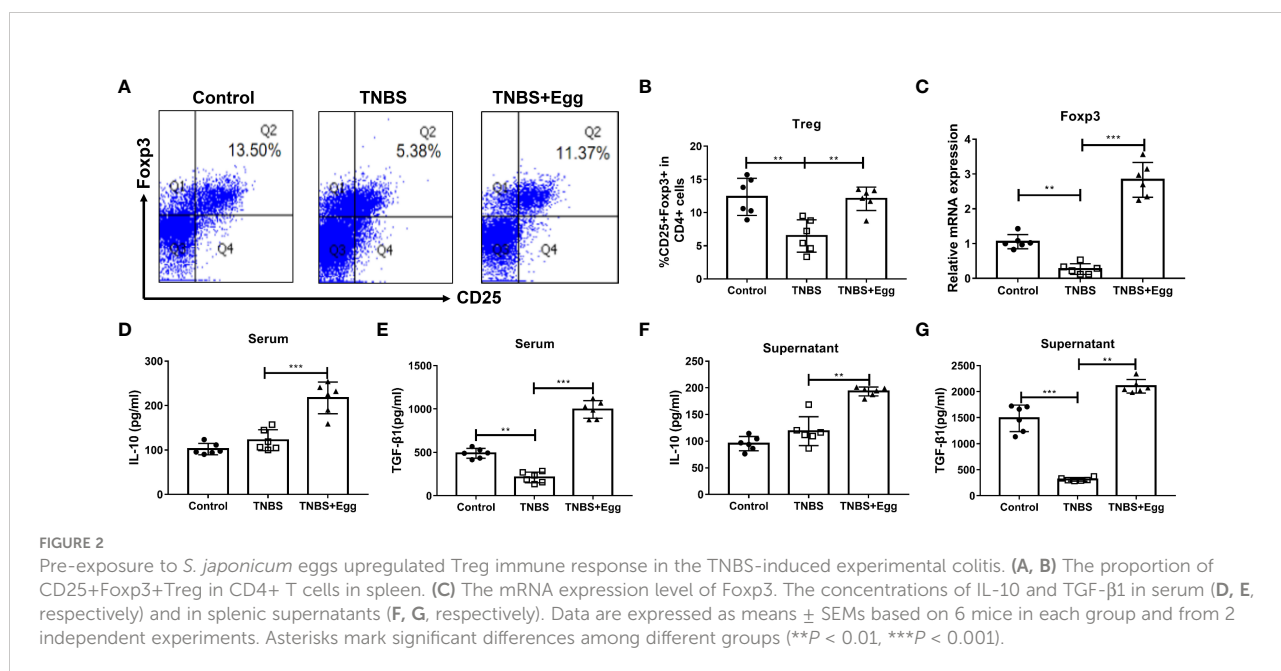 A
Control
TNBS
TNBS+Egg
Foxp3
Q1
Q2
13.50%
Q3
Q4
Q1
Q2
5.38%
Q3
Q4
Q1
Q2
11.37%
Q3
Q4
CD25
B
Treg
%CD25+Foxp3+ in
CD4+ cells
20
15
10
5
0
**
**
Control TNBS TNBS+Egg
C
Foxp3
Relative mRNA expression
4
3
2
1
0
**
***
Control TNBS TNBS+Egg
D
Serum
IL-10 (pg/ml)
300
200
100
0
***
Control TNBS TNBS+Egg
E
Serum
TGF-β1(pg/ml)
1500
1000
500
0
**
***
Control TNBS TNBS+Egg
F
Supernatant
IL-10 (pg/ml)
250
200
150
100
50
0
**
Control TNBS TNBS+Egg
G
Supernatant
TGF-β1(pg/ml)
2500
2000
1500
1000
500
0
***
**
Control TNBS TNBS+Egg
FIGURE 2
Pre-exposure to S. japonicum eggs upregulated Treg immune response in the TNBS-induced experimental colitis. (A, B) The proportion of
CD25+Foxp3+Treg in CD4+ T cells in spleen. (C) The mRNA expression level of Foxp3. The concentrations of IL-10 and TGF-β1 in serum (D, E,
respectively) and in splenic supernatants (F, G, respectively). Data are expressed as means ± SEMs based on 6 mice in each group and from 2
independent experiments. Asterisks mark significant differences among different groups (**P < 0.01, ***P < 0.001).